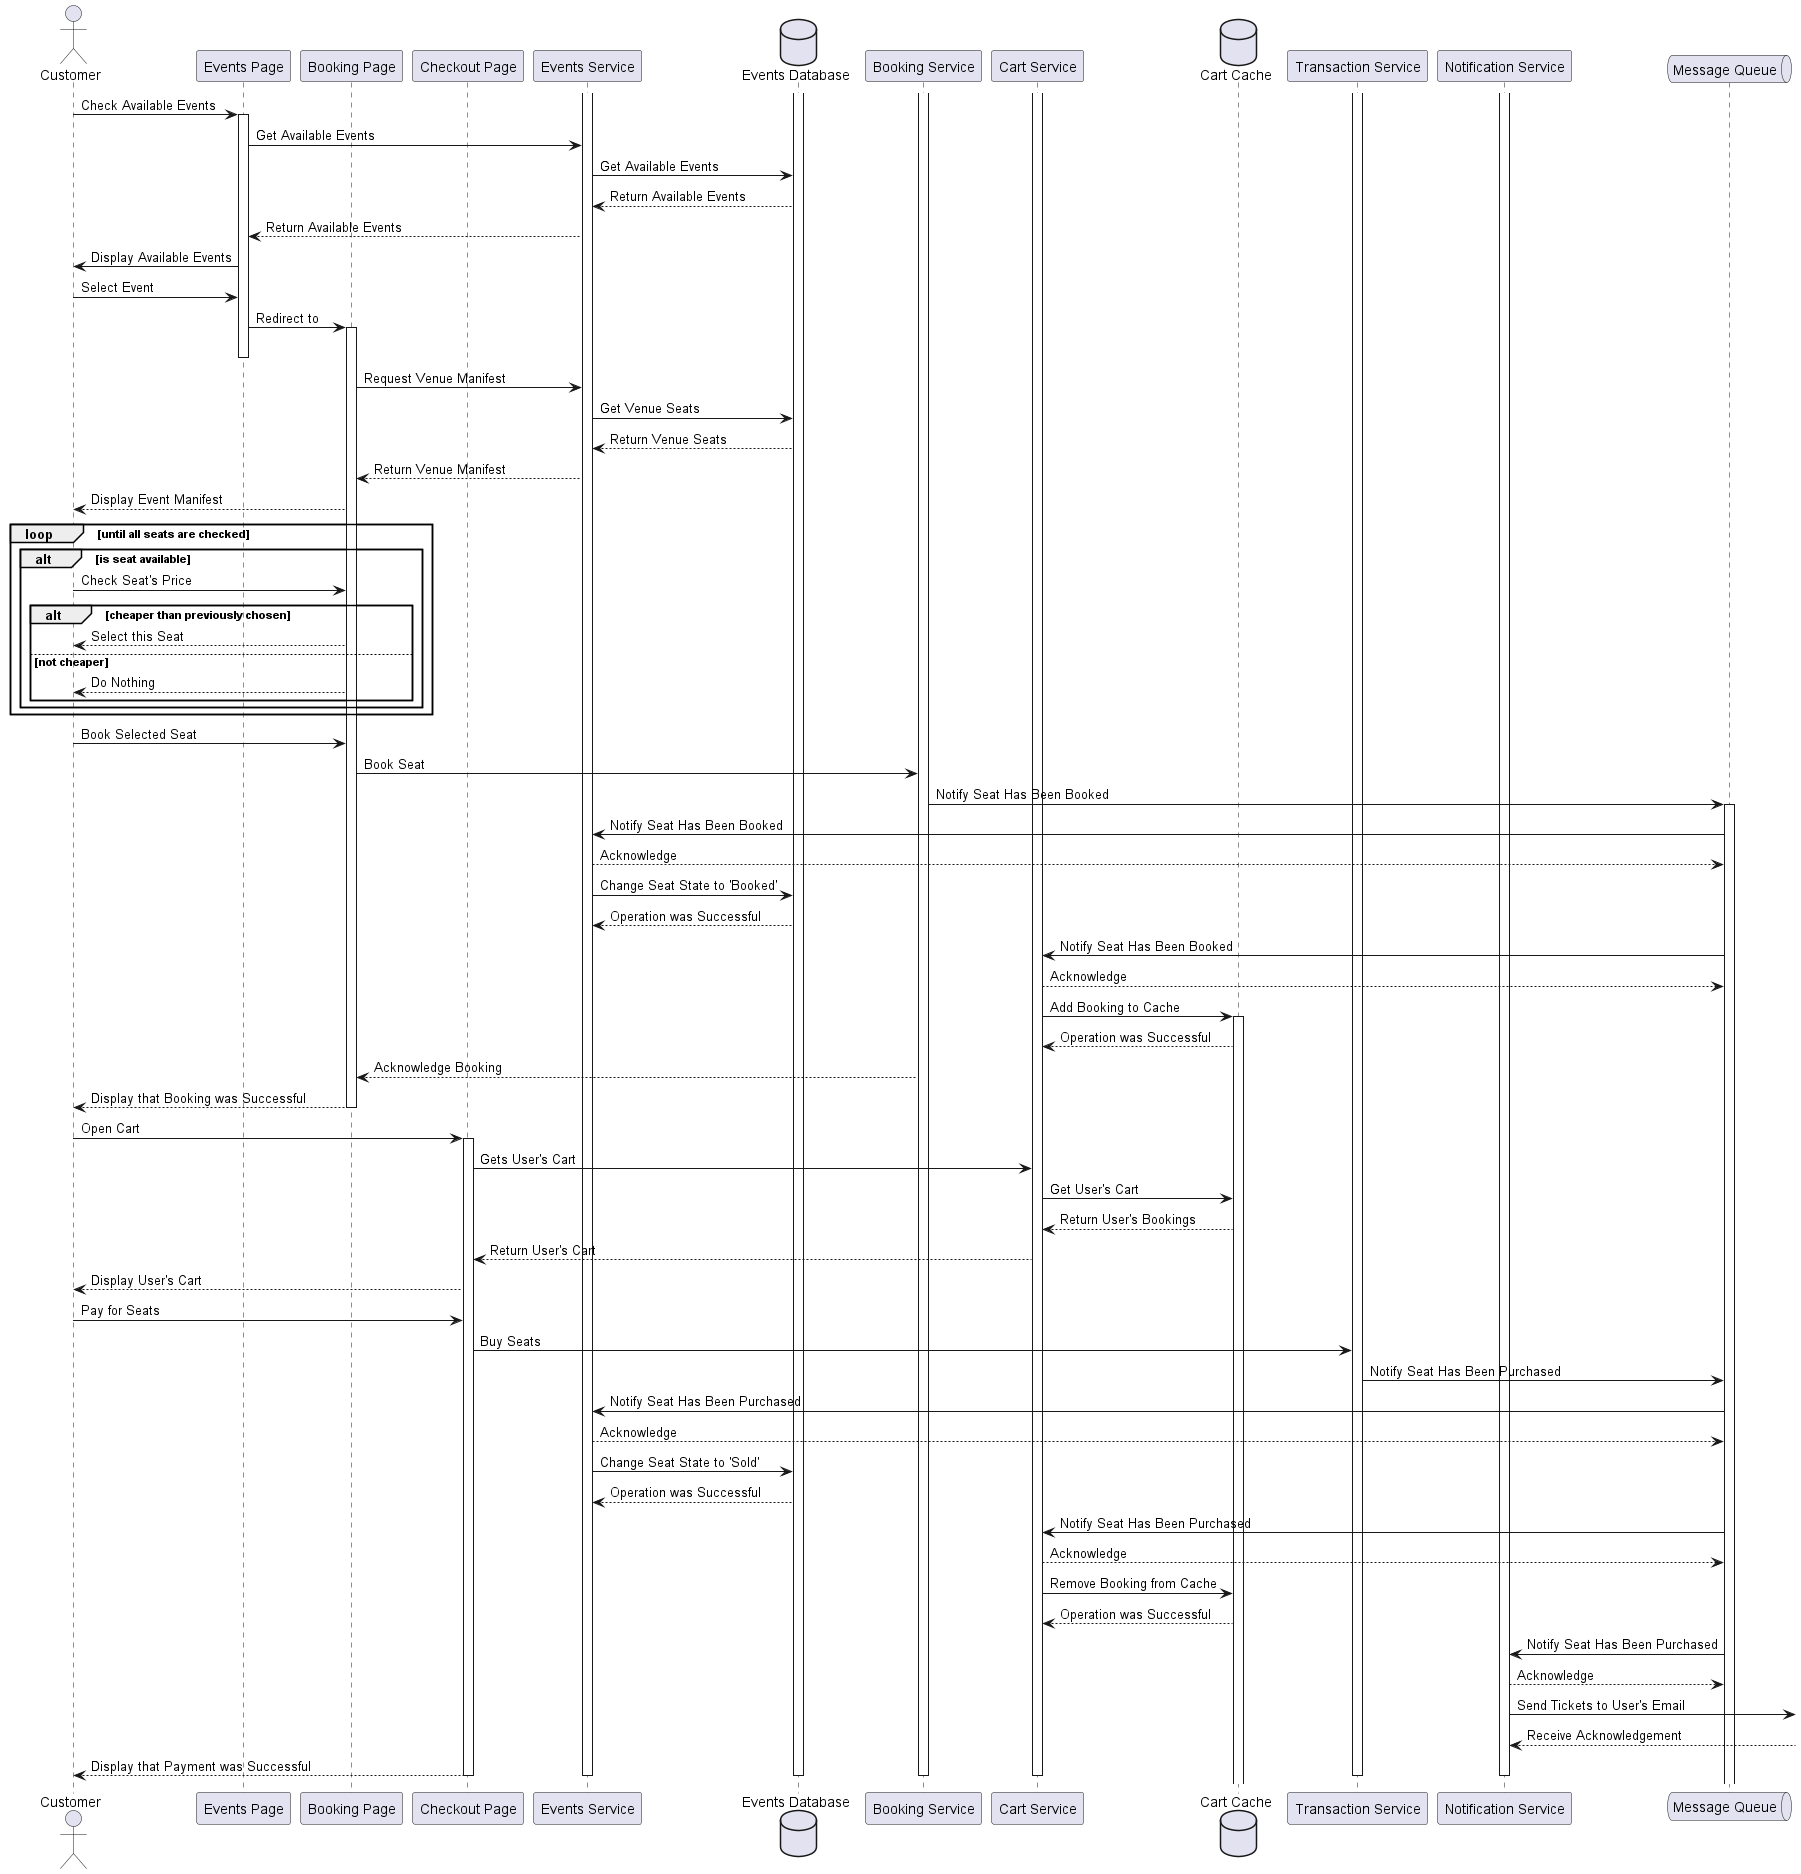 Customer
Events Page
Booking Page
Checkout Page
Events Service
Events Database
Booking Service
Cart Service
Cart Cache
Transaction Service
Notification Service
Message Queue
Check Available Events
Get Available Events
Get Available Events
Return Available Events
Return Available Events
Display Available Events
Select Event
Redirect to
Request Venue Manifest
Get Venue Seats
Return Venue Seats
Return Venue Manifest
Display Event Manifest
loop [until all seats are checked]
alt [is seat available]
Check Seat's Price
alt [cheaper than previously chosen]
Select this Seat
[not cheaper]
Do Nothing
Book Selected Seat
Book Seat
Notify Seat Has Been Booked
Notify Seat Has Been Booked
Acknowledge
Change Seat State to 'Booked'
Operation was Successful
Notify Seat Has Been Booked
Acknowledge
Add Booking to Cache
Operation was Successful
Acknowledge Booking
Display that Booking was Successful
Open Cart
Gets User's Cart
Get User's Cart
Return User's Bookings
Return User's Cart
Display User's Cart
Pay for Seats
Buy Seats
Notify Seat Has Been Purchased
Notify Seat Has Been Purchased
Acknowledge
Change Seat State to 'Sold'
Operation was Successful
Notify Seat Has Been Purchased
Acknowledge
Remove Booking from Cache
Operation was Successful
Notify Seat Has Been Purchased
Acknowledge
Send Tickets to User's Email
Receive Acknowledgement
Display that Payment was Successful
Customer
Events Page
Booking Page
Checkout Page
Events Service
Events Database
Booking Service
Cart Service
Cart Cache
Transaction Service
Notification Service
Message Queue